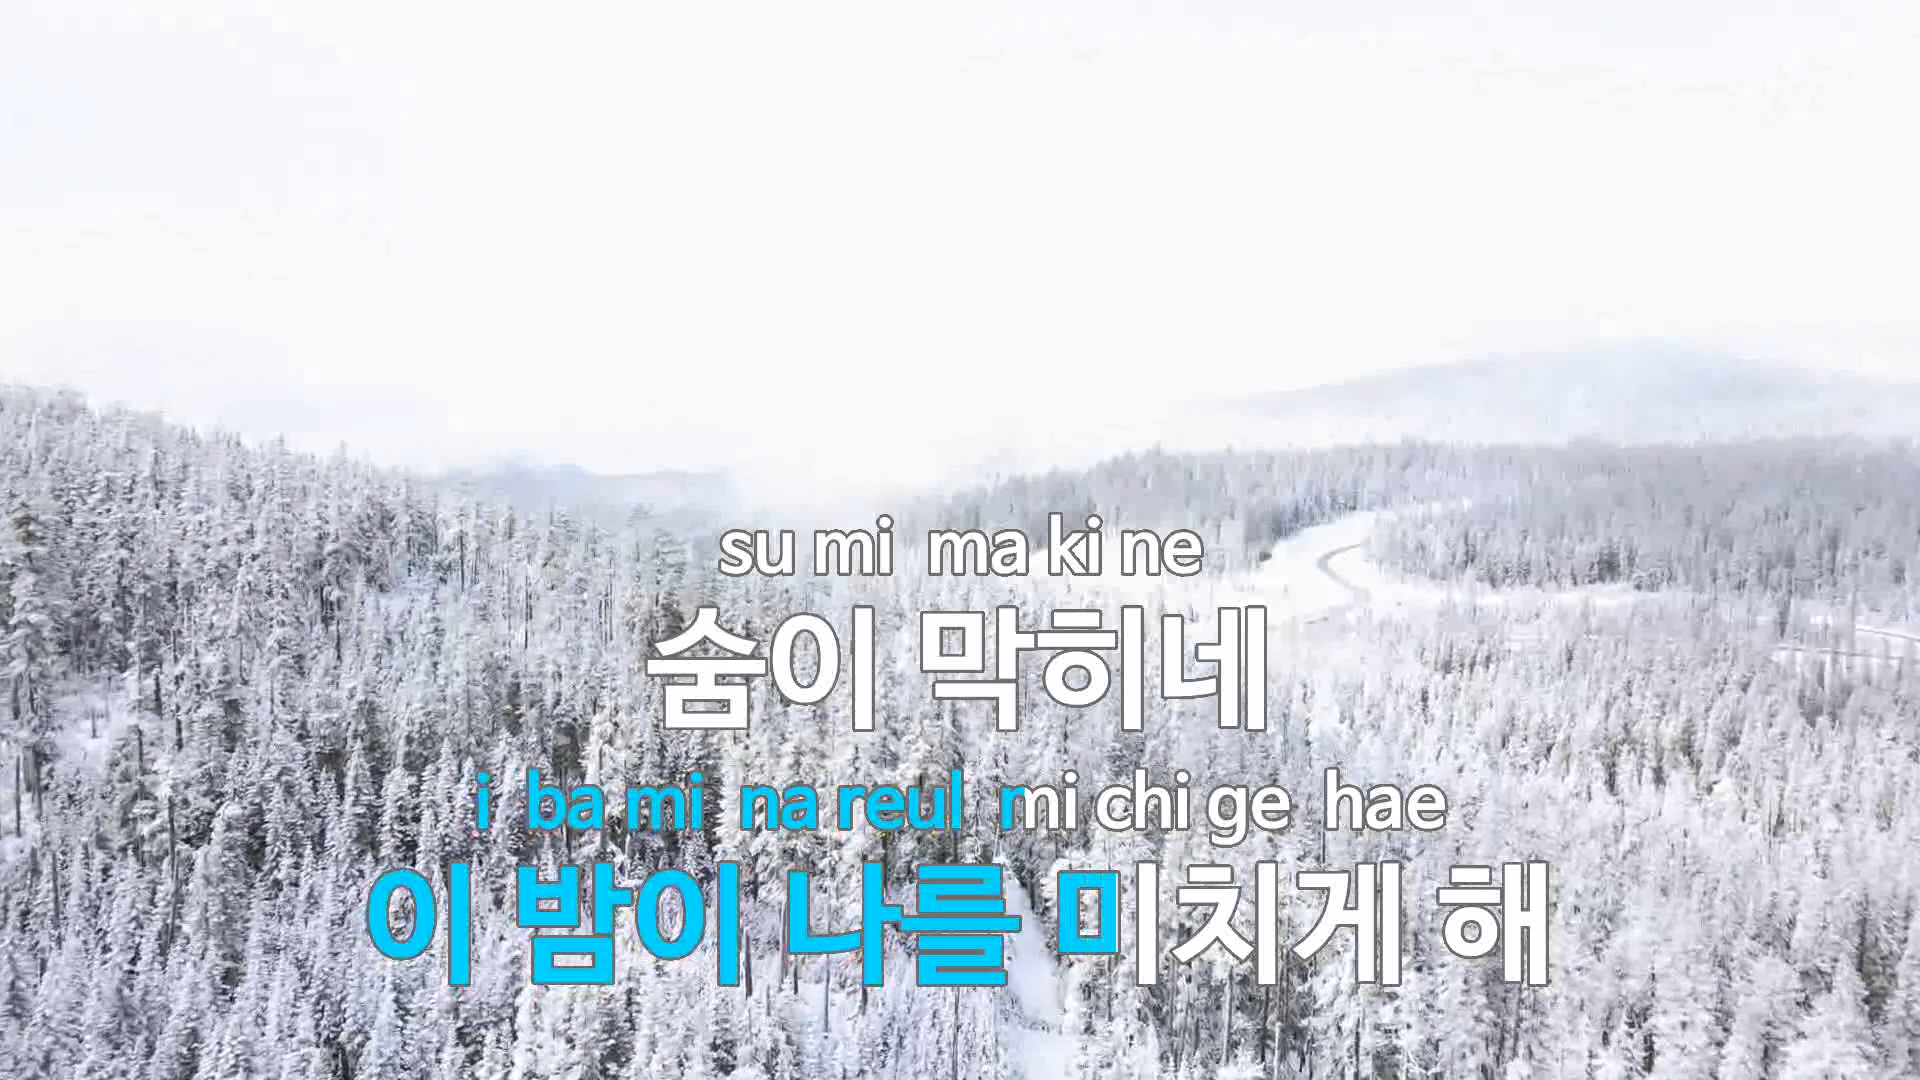 su mi ma ki ne
숨이 막히네
i ba mi na reul mi chi ge hae
이 밤이 나를 미치게 해